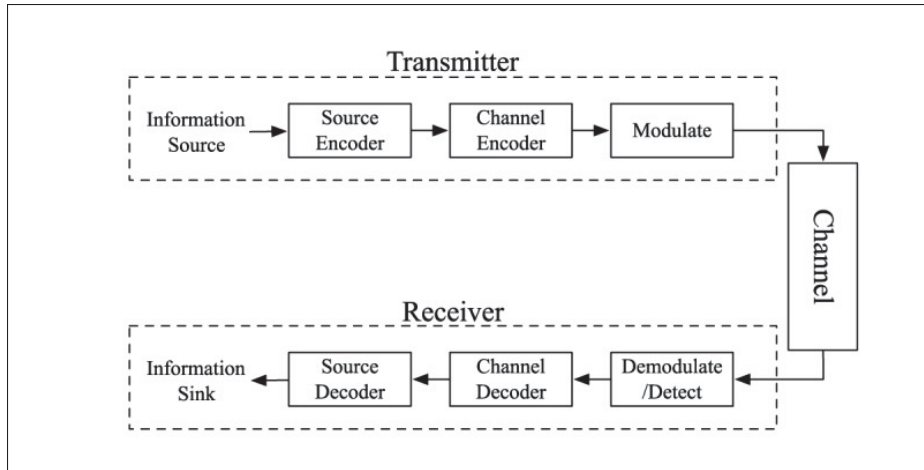 Transmitter
Information
Source
Source
Encoder
Channel
Encoder
Modulate
Channel
Receiver
Information
Sink
Source
Decoder
Channel
Decoder
Demodulate
/Detect